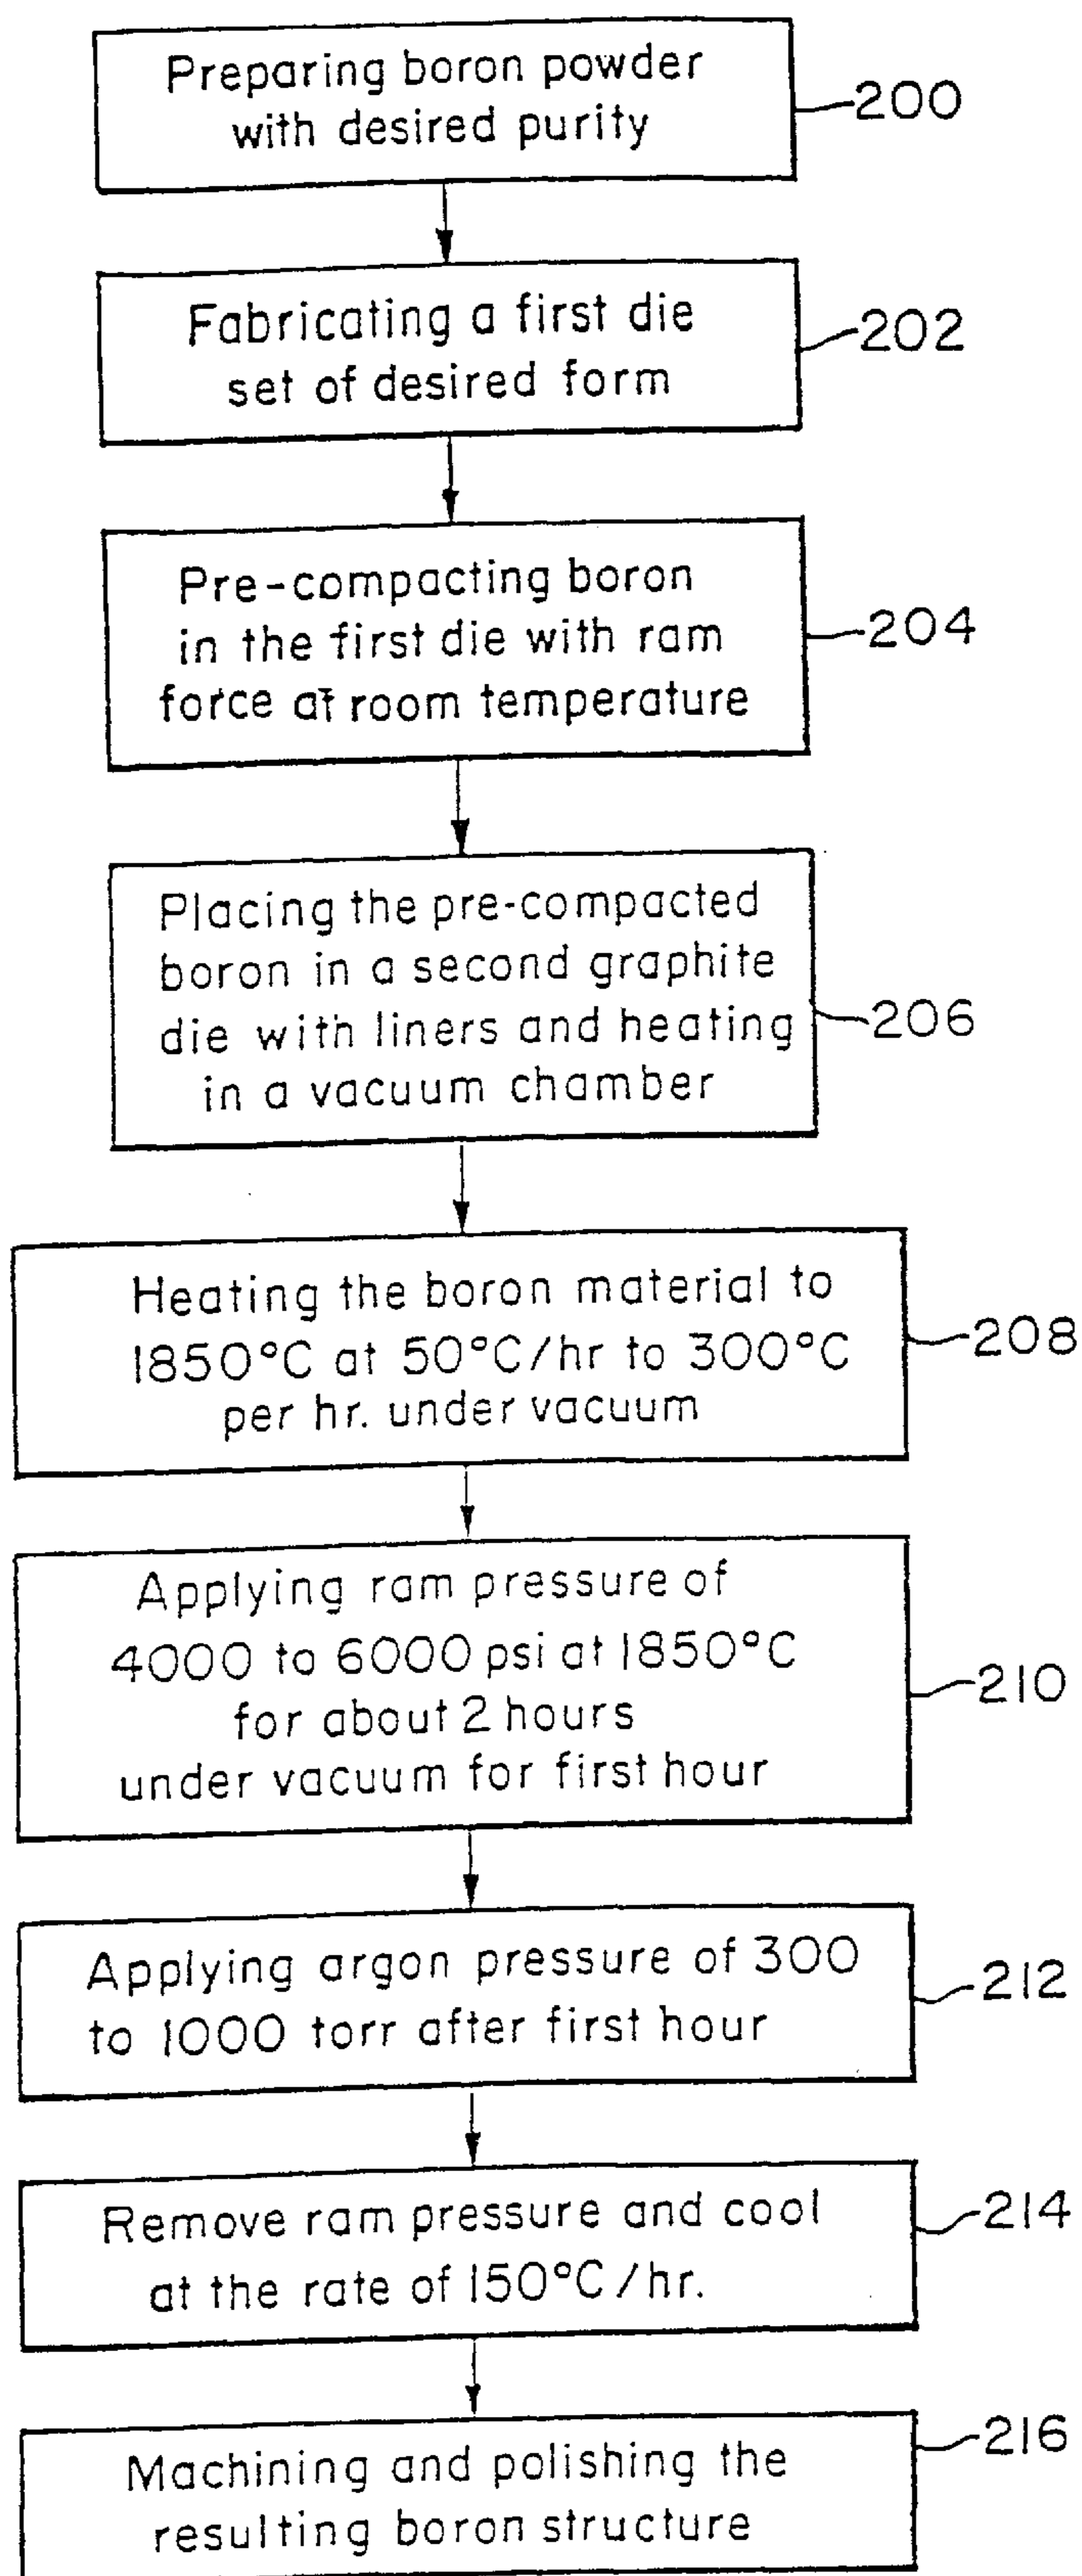 Preparing boron powder
with desired purity
200
Fabricating a first die
set of desired form
202
Pre-compacting boron
in the first die with ram
force at room temperature
204
Placing the pre-compacted
boron in a second graphite
die with liners and heating
in a vacuum chamber
206
Heating the boron material to
1850°C at 50°C/hr to 300°C
per hr. under vacuum
208
Applying ram pressure of
4000 to 6000 psi at 1850°C
for about 2 hours
under vacuum for first hour
210
Applying argon pressure of 300
to 1000 torr after first hour
212
Remove ram pressure and cool
at the rate of 150°C/hr.
214
Machining and polishing the
resulting boron structure
216